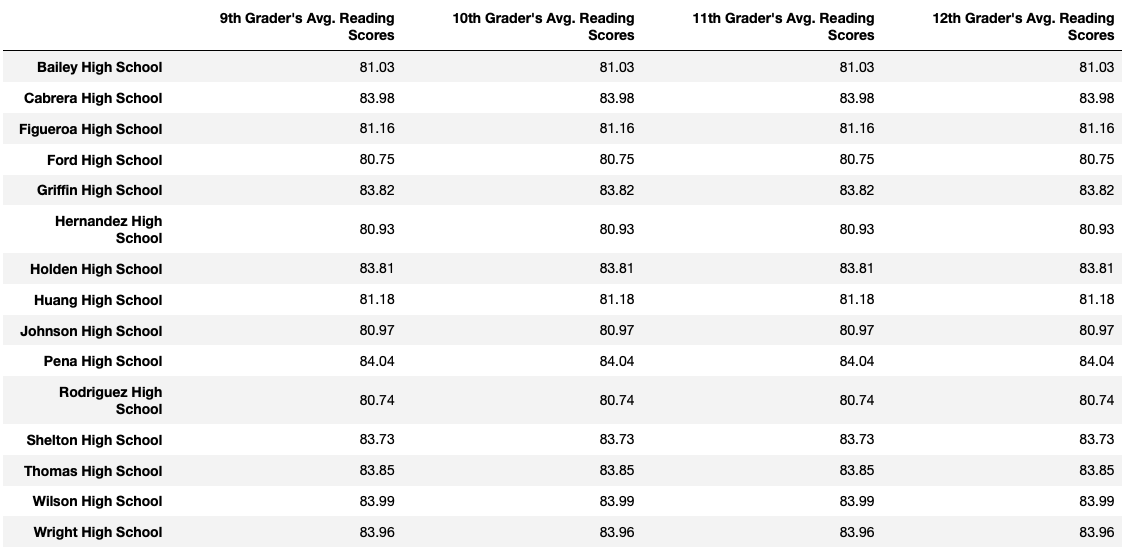 9th Grader's Avg. Reading Scores 10th Grader's Avg. Reading Scores 11th Grader's Avg. Reading Scores 12th Grader's Avg. Reading Scores
Bailey High School 81.03 81.03 81.03 81.03
Cabrera High School 83.98 83.98 83.98 83.98
Figueroa High School 81.16 81.16 81.16 81.16
Ford High School 80.75 80.75 80.75 80.75
Griffin High School 83.82 83.82 83.82 83.82
Hernandez High School 80.93 80.93 80.93 80.93
Holden High School 83.81 83.81 83.81 83.81
Huang High School 81.18 81.18 81.18 81.18
Johnson High School 80.97 80.97 80.97 80.97
Pena High School 84.04 84.04 84.04 84.04
Rodriguez High School 80.74 80.74 80.74 80.74
Shelton High School 83.73 83.73 83.73 83.73
Thomas High School 83.85 83.85 83.85 83.85
Wilson High School 83.99 83.99 83.99 83.99
Wright High School 83.96 83.96 83.96 83.96